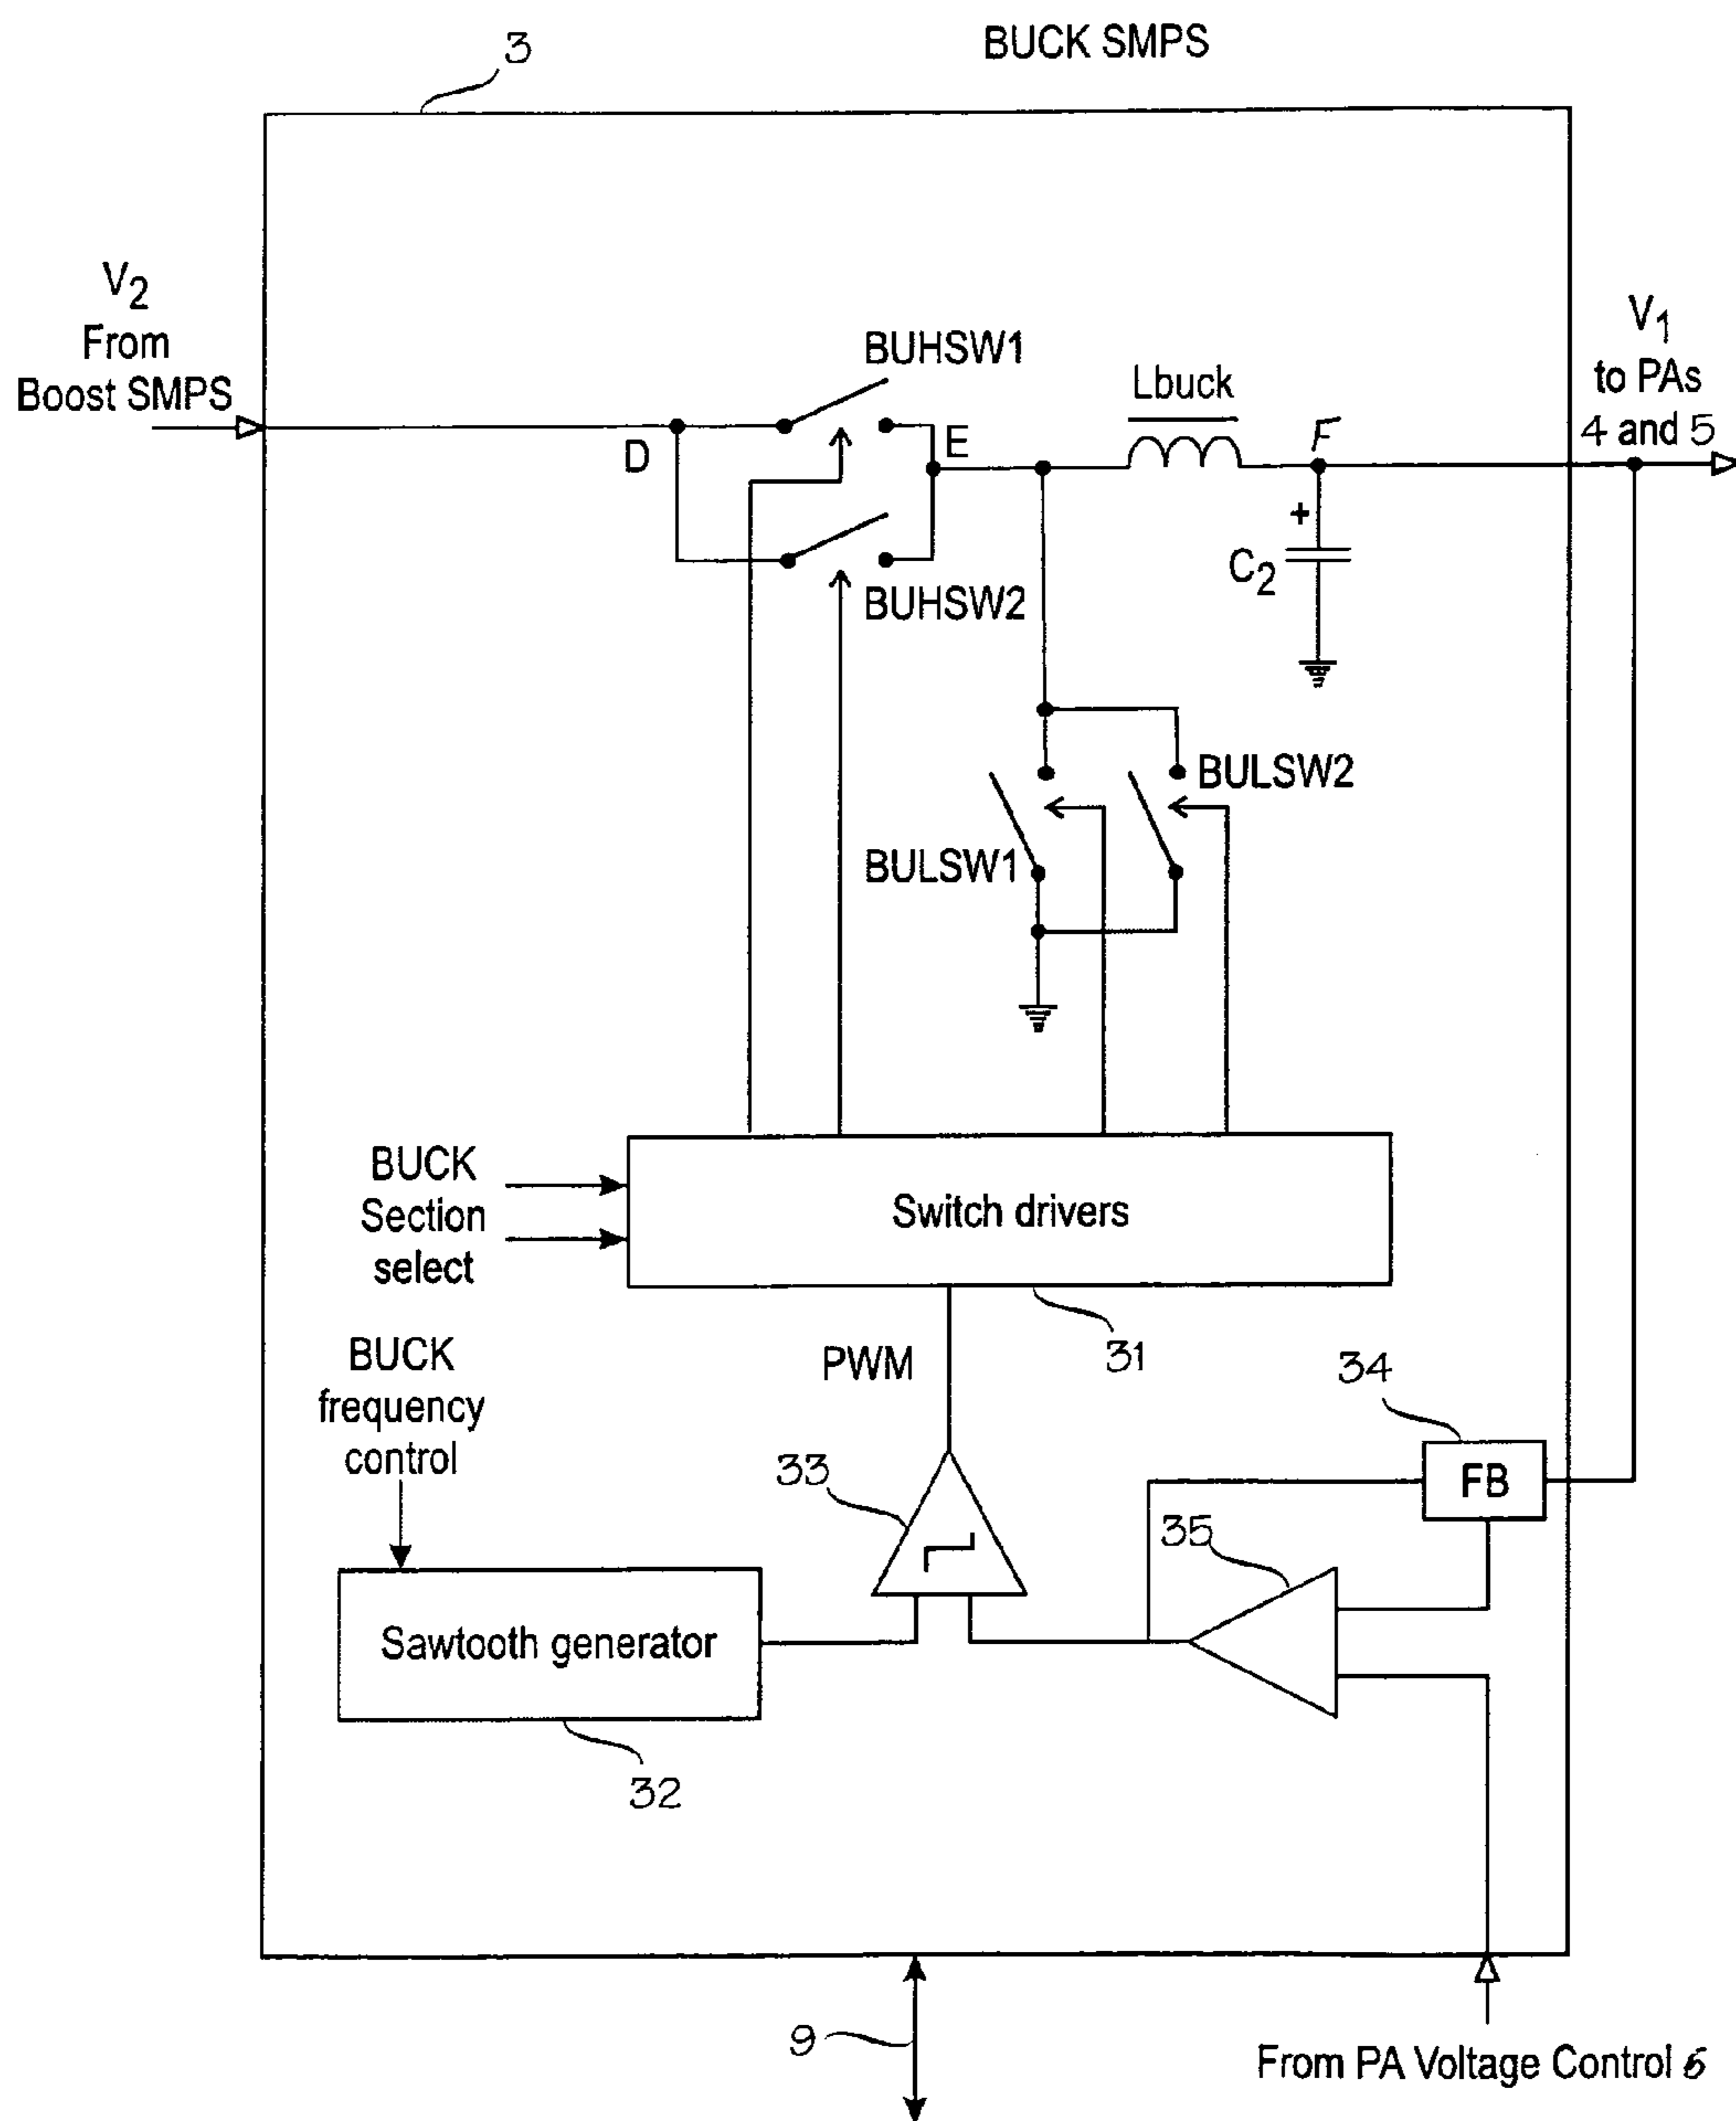 BUCK SMPS
3
V2
From
Boost SMPS
BUHSW1
D
E
BUHSW2
Lbuck
F
+
C2
V1
to PAs
4 and 5
BULSW2
BULSW1
BUCK
Section
select
Switch drivers
31
BUCK
frequency
control
PWM
34
FB
33
35
Sawtooth generator
32
9
From PA Voltage Control 6